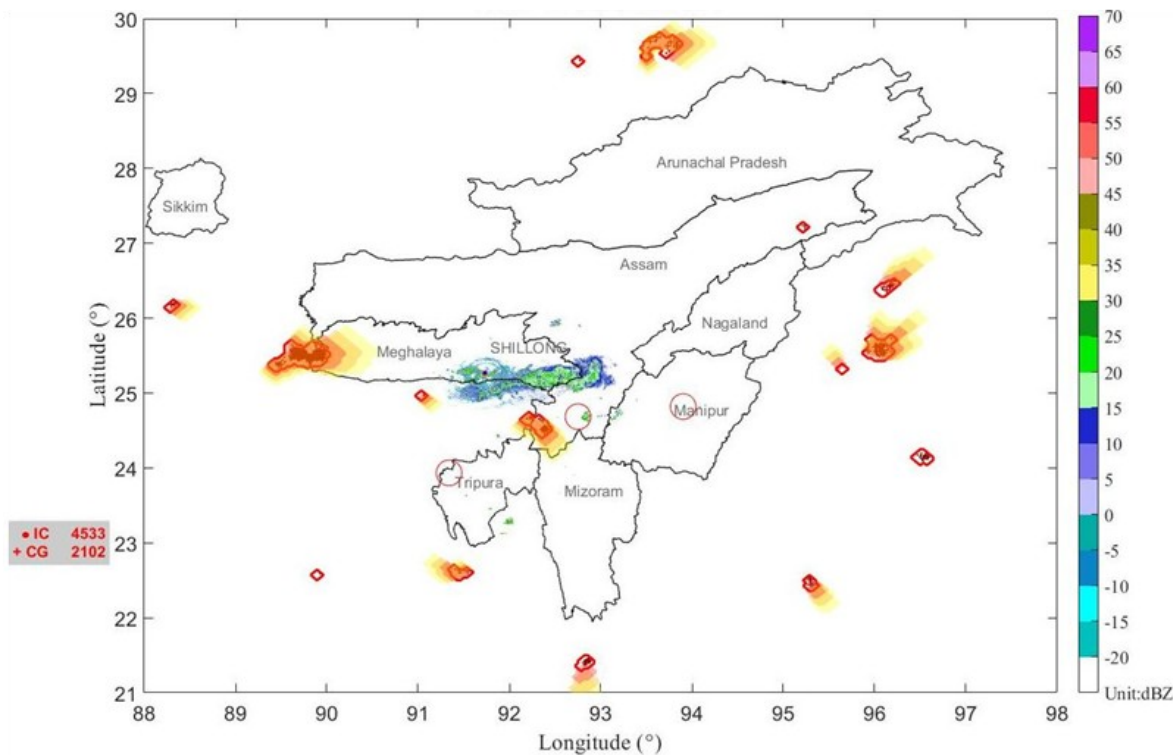 30
29
28
27
26
25
24
23
22
21
Latitude (°)
88
89
90
91
92
93
94
95
96
97
98
Longitude (°)
Sikkim
Arunachal Pradesh
Assam
Nagaland
Meghalaya
SHILLONG
Manipur
Tripura
Mizoram
• IC 4533
+ CG 2102
70
65
60
55
50
45
40
35
30
25
20
15
10
5
0
-5
-10
-15
-20
Unit:dBZ